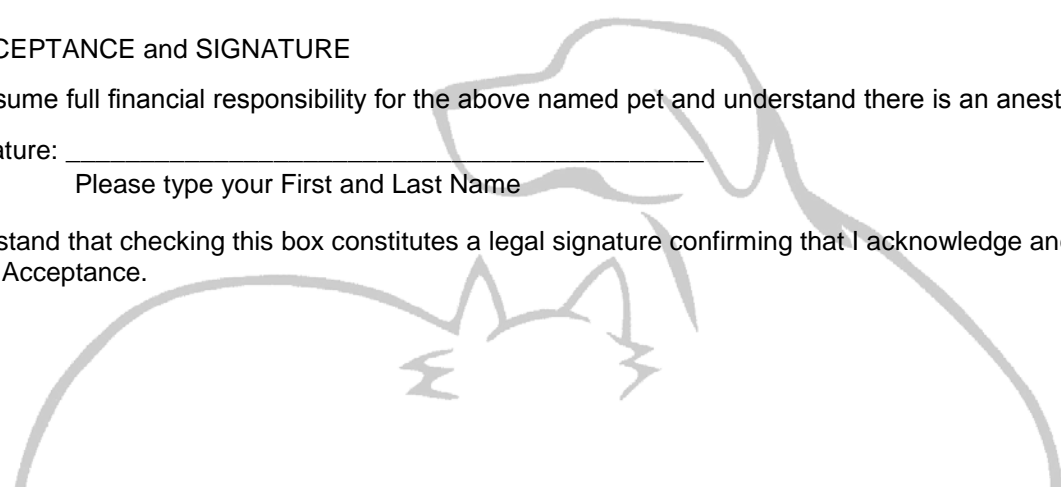 CEPTANCE and SIGNATURE
sume full financial responsibility for the above named pet and understand there is an anest
ature: ___________________________________________
Please type your First and Last Name
stand that checking this box constitutes a legal signature confirming that I acknowledge an
Acceptance.